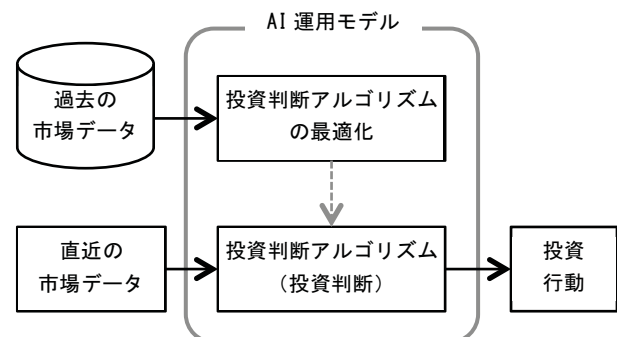 AI 運用モデル
過去の
市場データ
投資判断アルゴリズム
の最適化
直近の
市場データ
投資判断アルゴリズム
(投資判断)
投資
行動